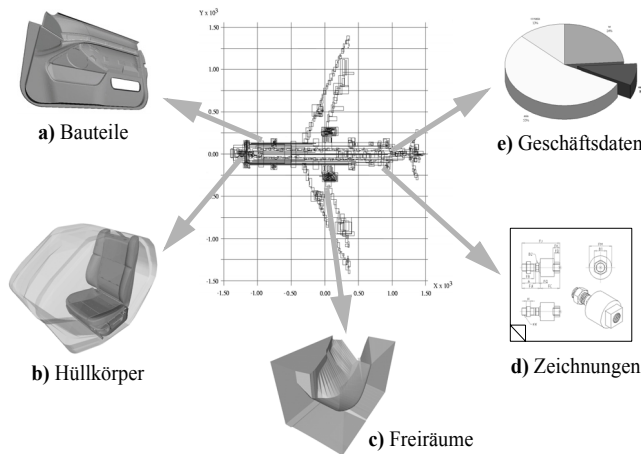 Y x 10³
1.50
1.00
0.50
0.00
-0.50
-1.00
-1.50
X x 10³
-1.50 -1.00 -0.50 0.00 0.50 1.00 1.50
a) Bauteile
e) Geschäftsdaten
b) Hüllkörper
d) Zeichnungen
c) Freiräume